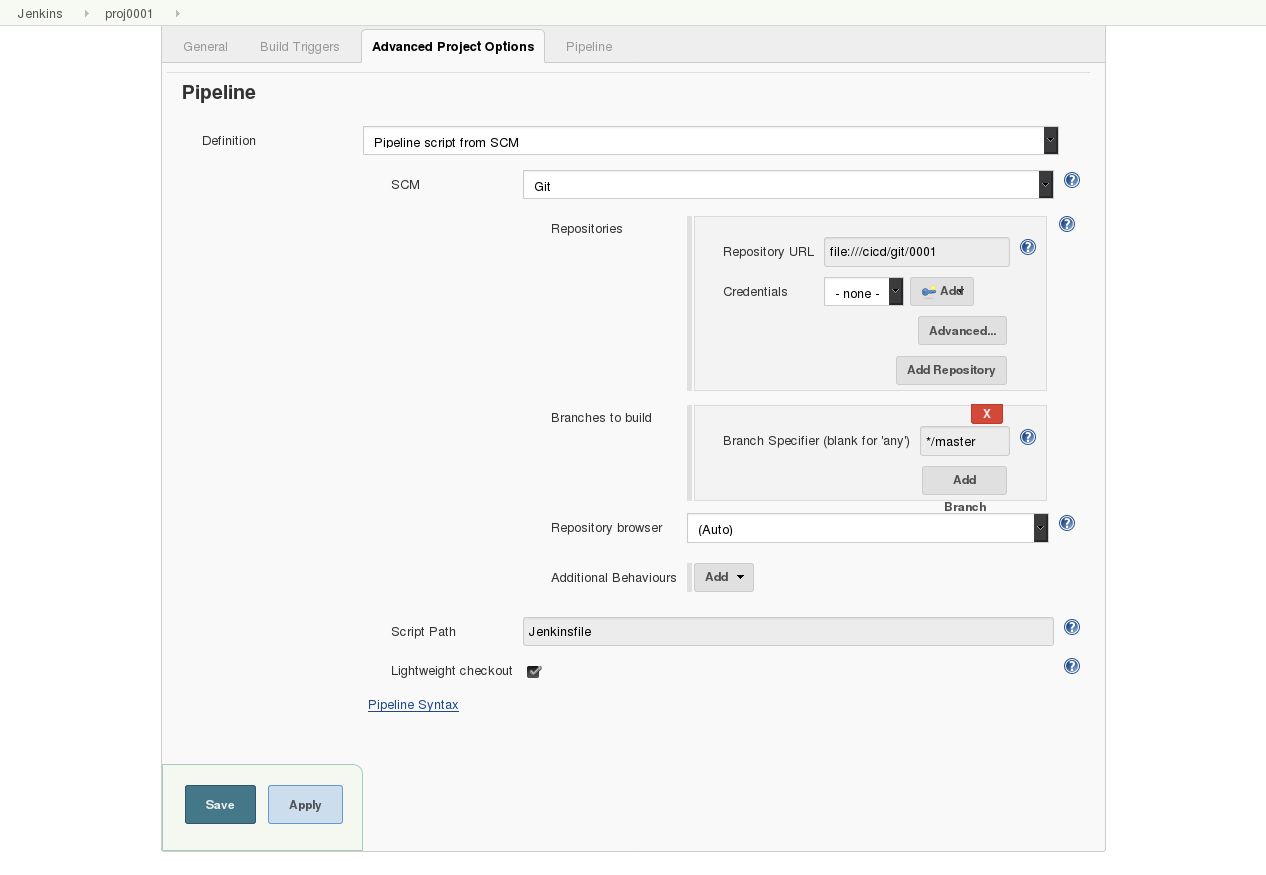 Jenkins proj0001
General Build Triggers Advanced Project Options Pipeline
Pipeline
Definition Pipeline script from SCM
SCM Git
Repositories
Repository URL file:///cicd/git/0001
Credentials - none - Add
Advanced...
Add Repository
Branches to build X
Branch Specifier (blank for 'any') */master
Add
Branch
Repository browser (Auto)
Additional Behaviours Add
Script Path Jenkinsfile
Lightweight checkout
Pipeline Syntax
Save Apply